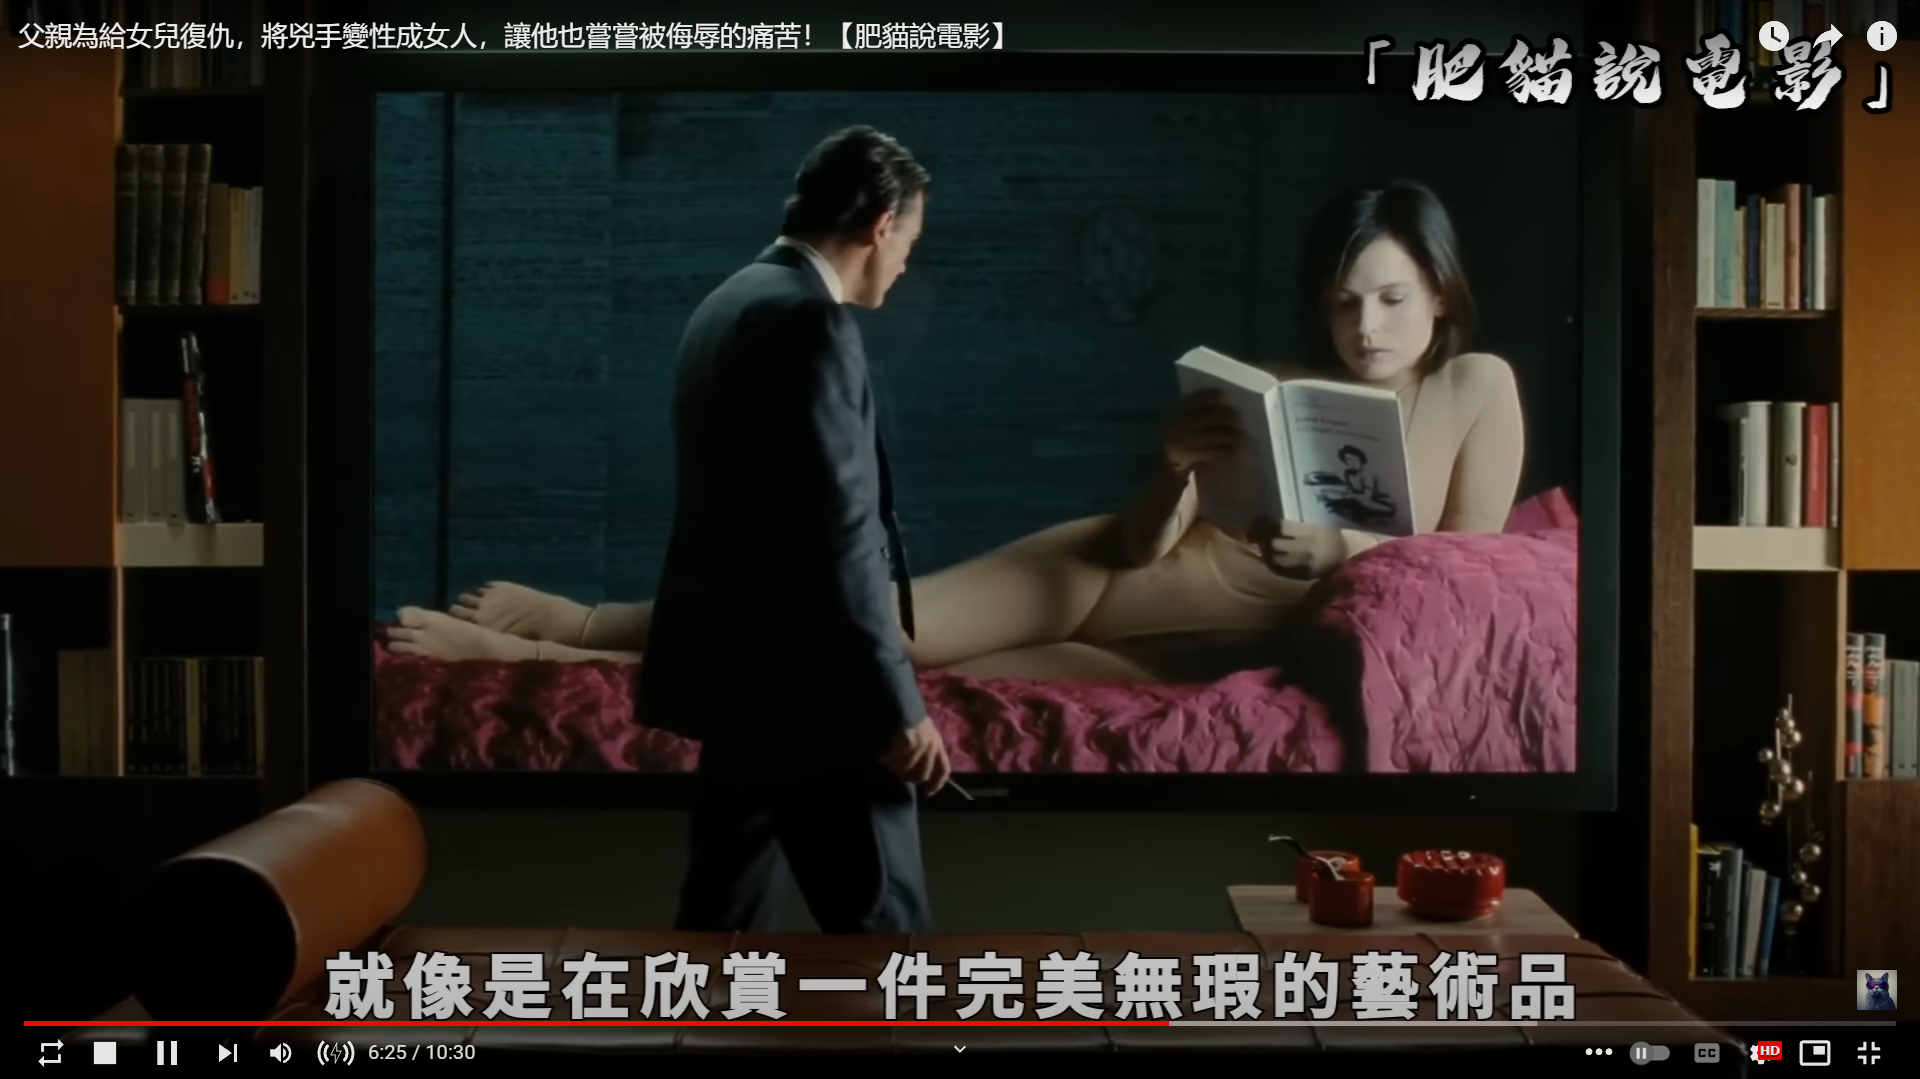 父親為給女兒復仇，將兇手變性成女人，讓他也嘗嘗被侮辱的痛苦！【肥貓說電影】
「肥貓說電影」
就像是在欣賞一件完美無瑕的藝術品
6:25 / 10:30
CC
HD